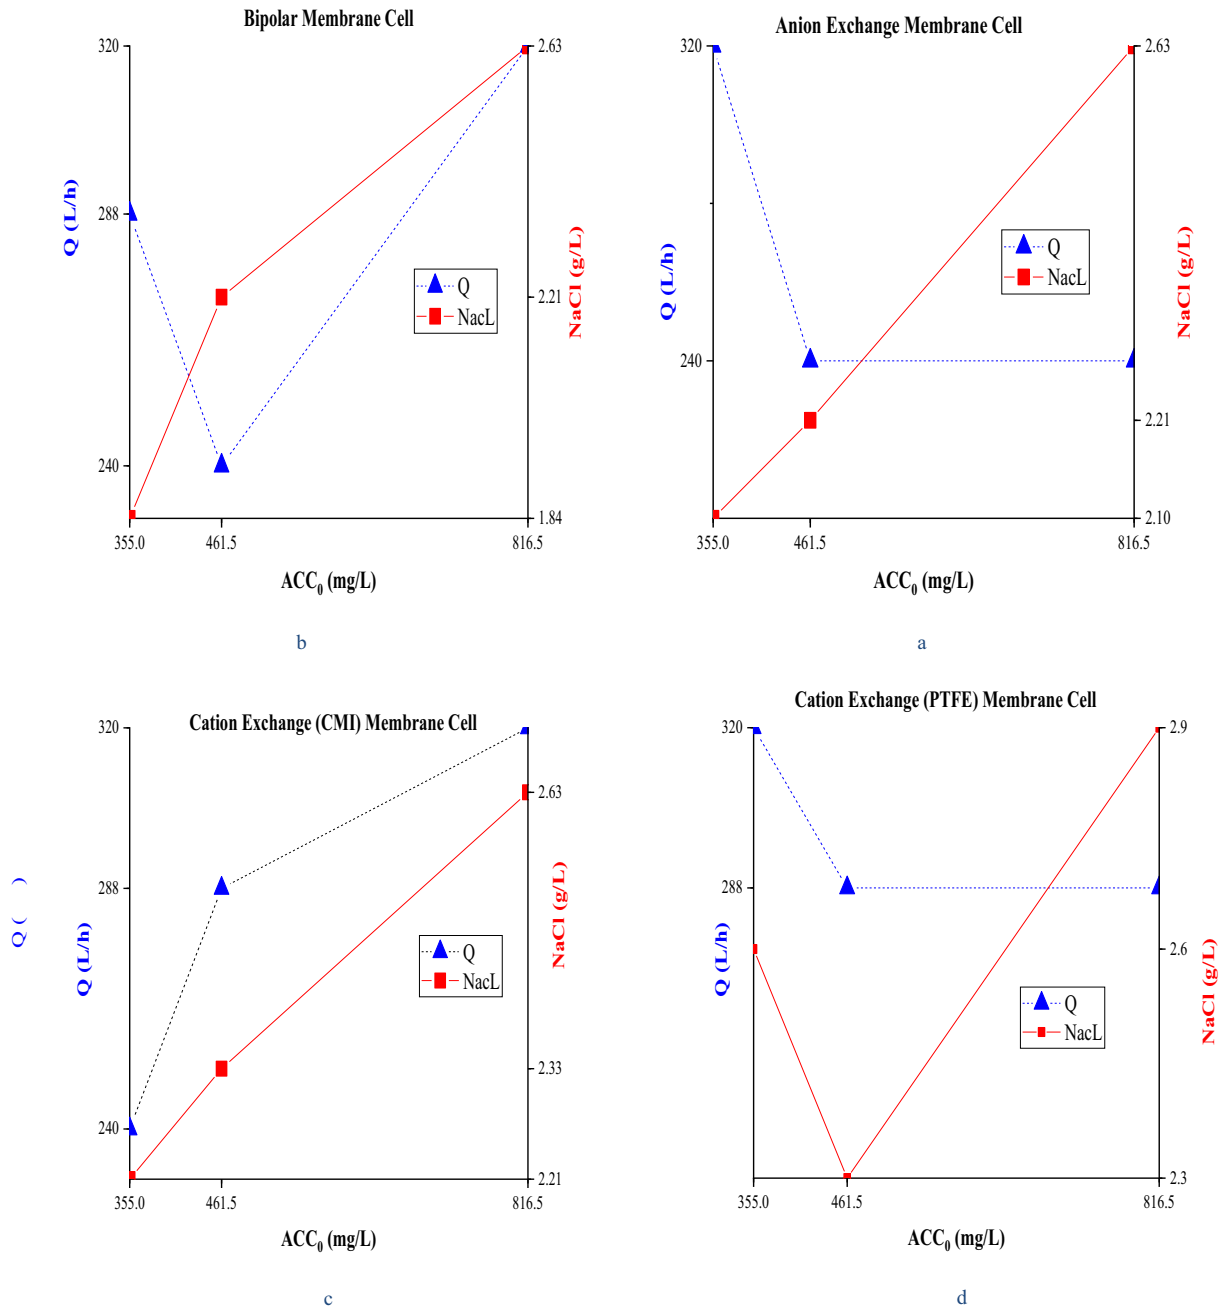 Bipolar Membrane Cell
320
288
240
Q (L/h)
2.63
2.21
1.84
NaCl (g/L)
Q
NacL
355.0 461.5 816.5
ACC0 (mg/L)
b
Anion Exchange Membrane Cell
320
240
Q (L/h)
2.63
2.21
2.10
NaCl (g/L)
Q
NacL
355.0 461.5 816.5
ACC0 (mg/L)
a
Cation Exchange (CMI) Membrane Cell
320
288
240
Q ( )
Q (L/h)
2.63
2.33
2.21
NaCl (g/L)
Q
NacL
355.0 461.5 816.5
ACC0 (mg/L)
c
Cation Exchange (PTFE) Membrane Cell
320
288
Q (L/h)
2.9
2.6
2.3
NaCl (g/L)
Q
NacL
355.0 461.5 816.5
ACC0 (mg/L)
d